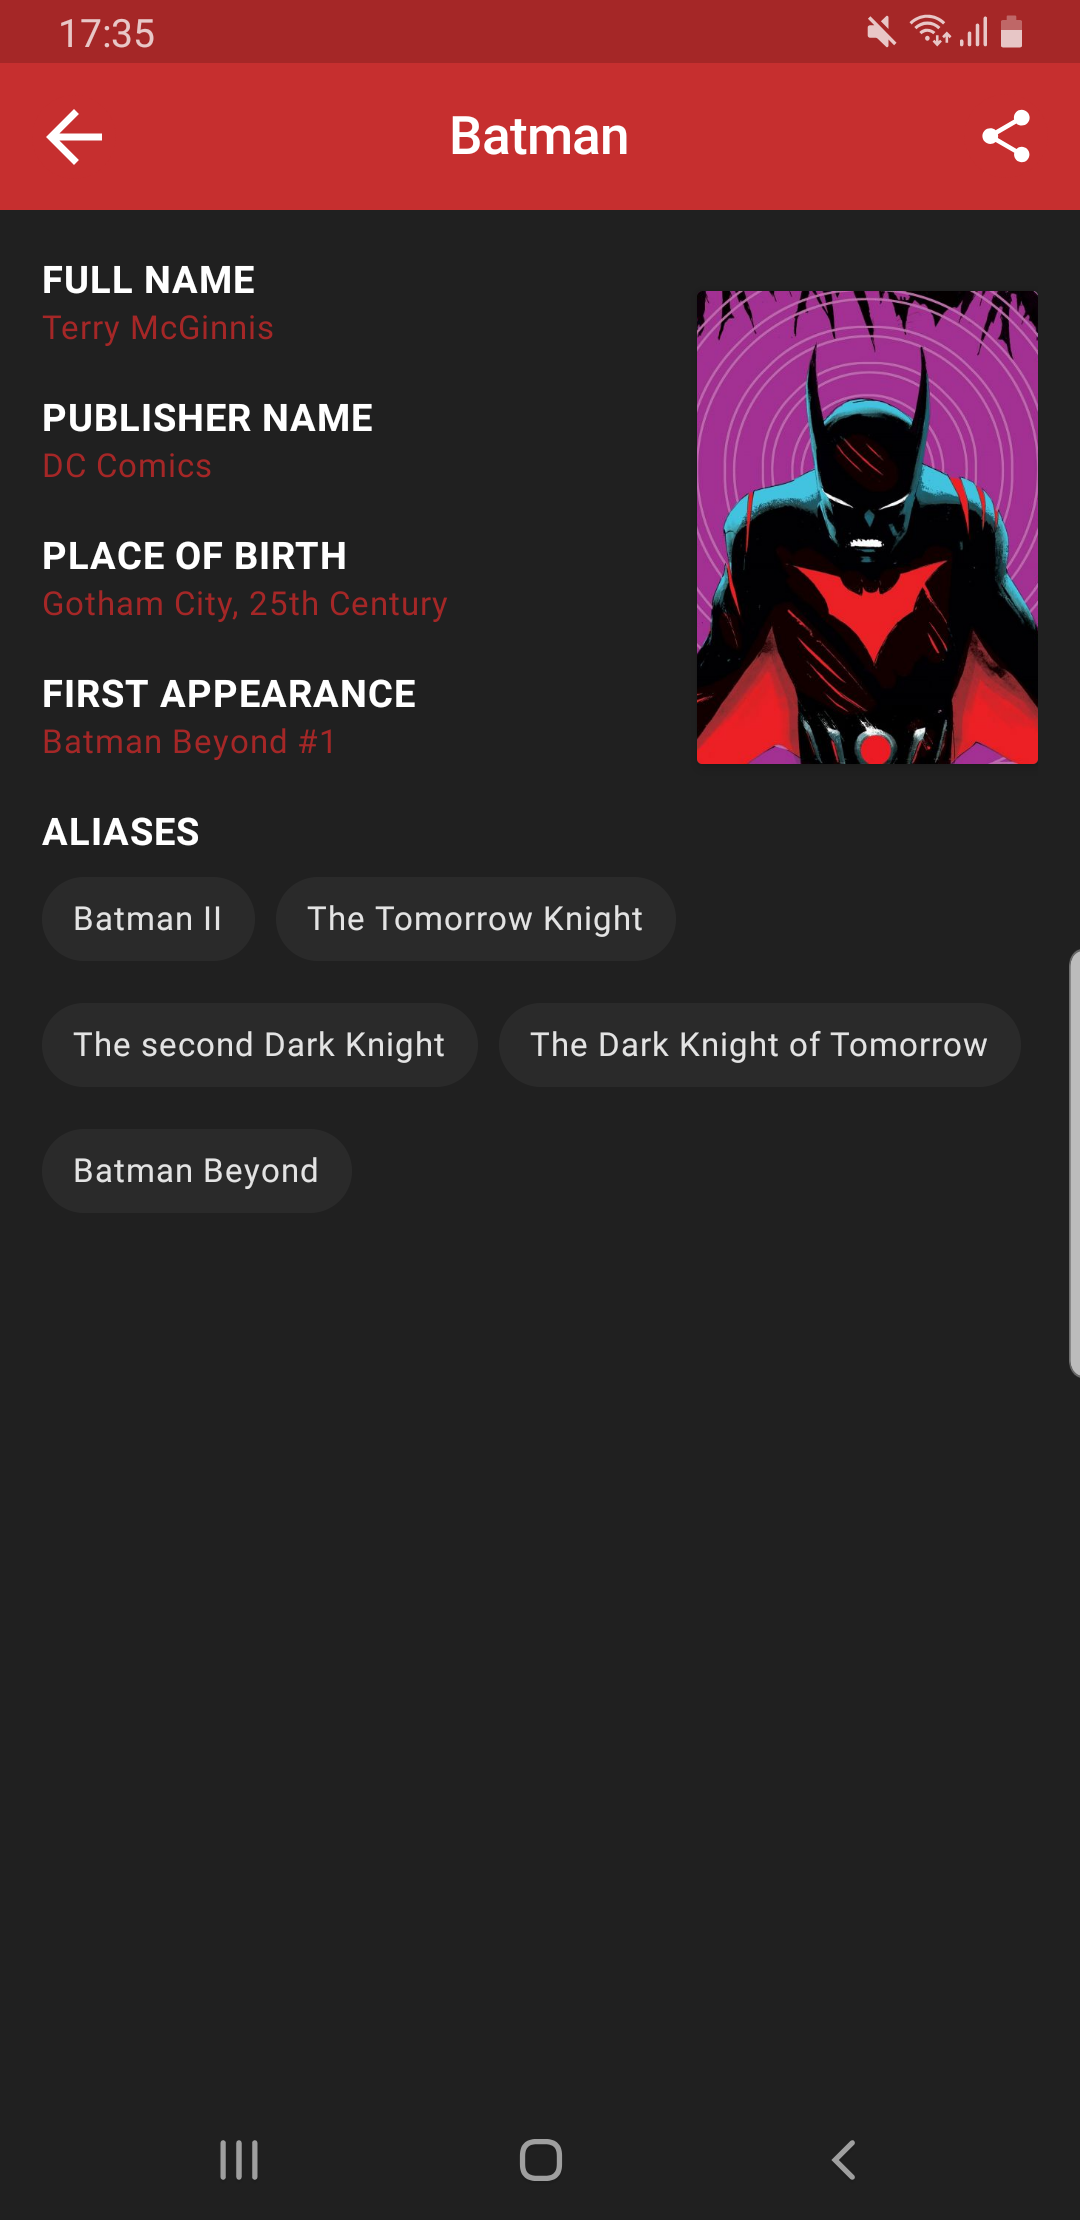 17:35
Batman
FULL NAME
Terry McGinnis
PUBLISHER NAME
DC Comics
PLACE OF BIRTH
Gotham City, 25th Century
FIRST APPEARANCE
Batman Beyond #1
ALIASES
Batman II The Tomorrow Knight
The second Dark Knight The Dark Knight of Tomorrow
Batman Beyond